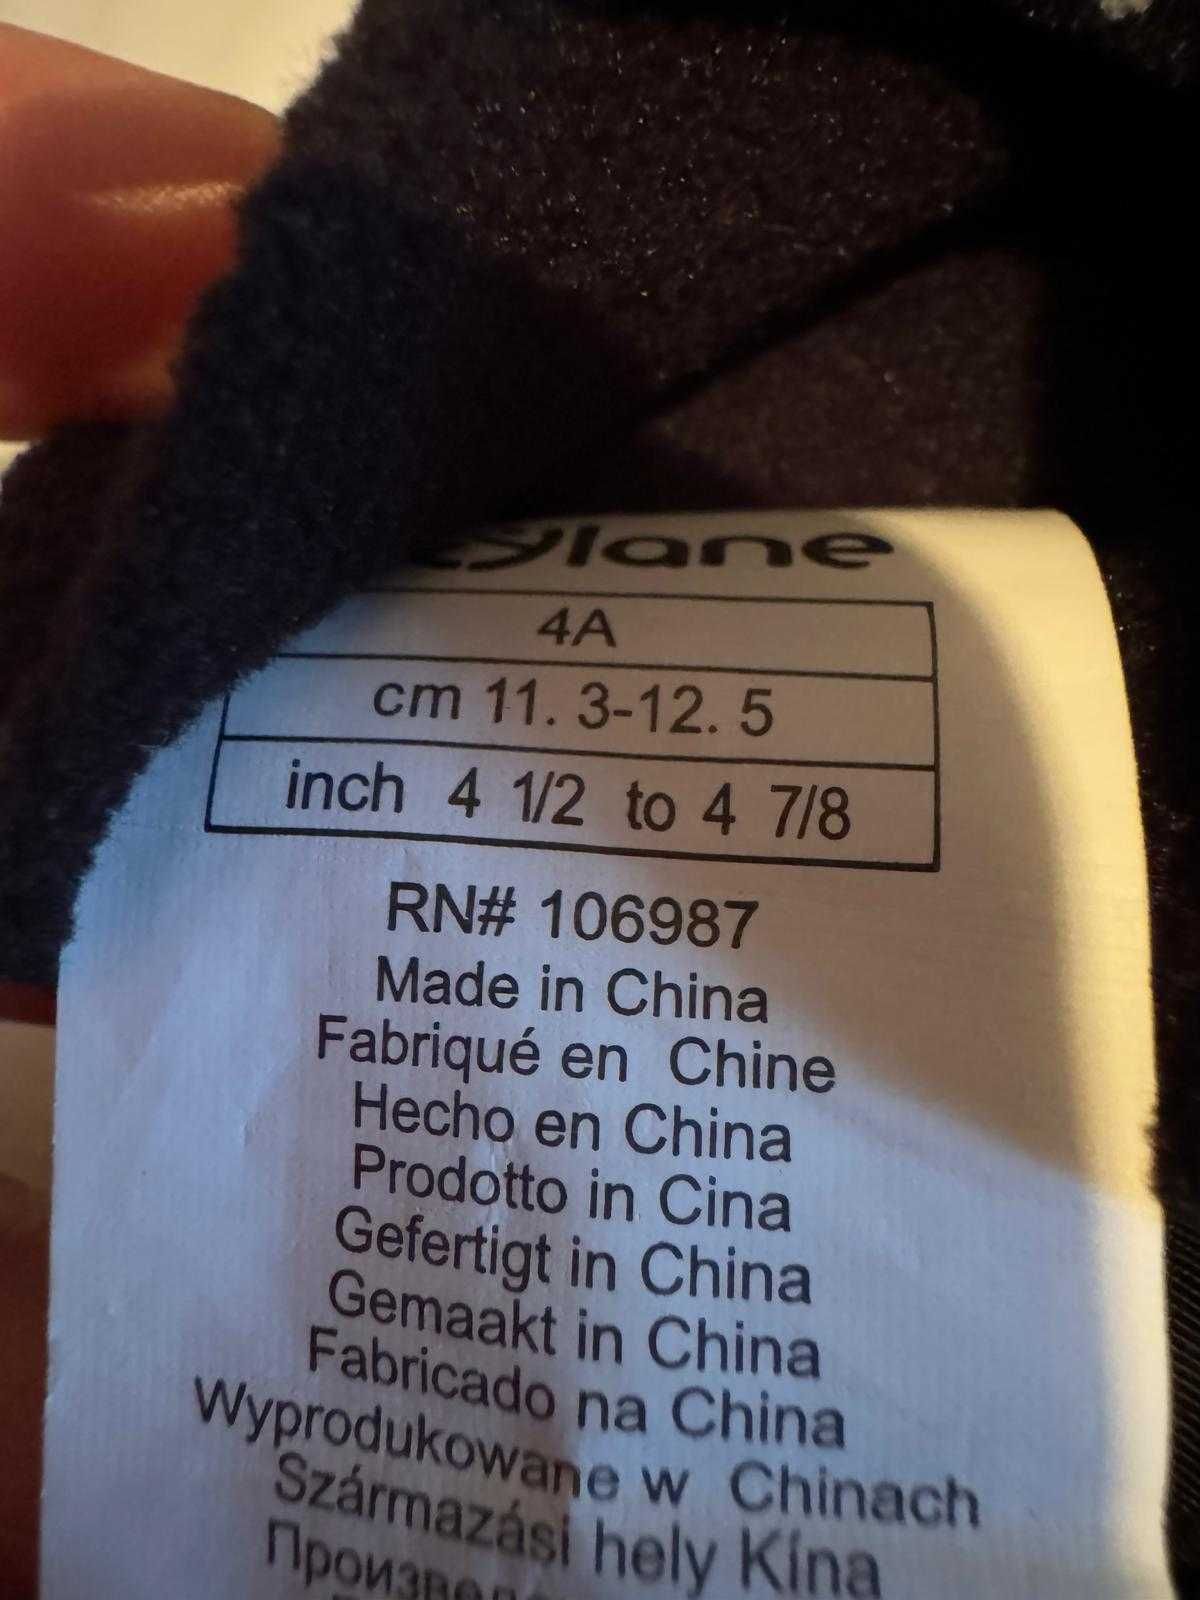 4A
cm 11. 3-12. 5
inch 4 1/2 to 4 7/8
RN# 106987
Made in China
Fabriqué en Chine
Hecho en China
Prodotto in Cina
Gefertigt in China
Gemaakt in China
Fabricado na China
Wyprodukowane w Chinach
Származási hely Kína